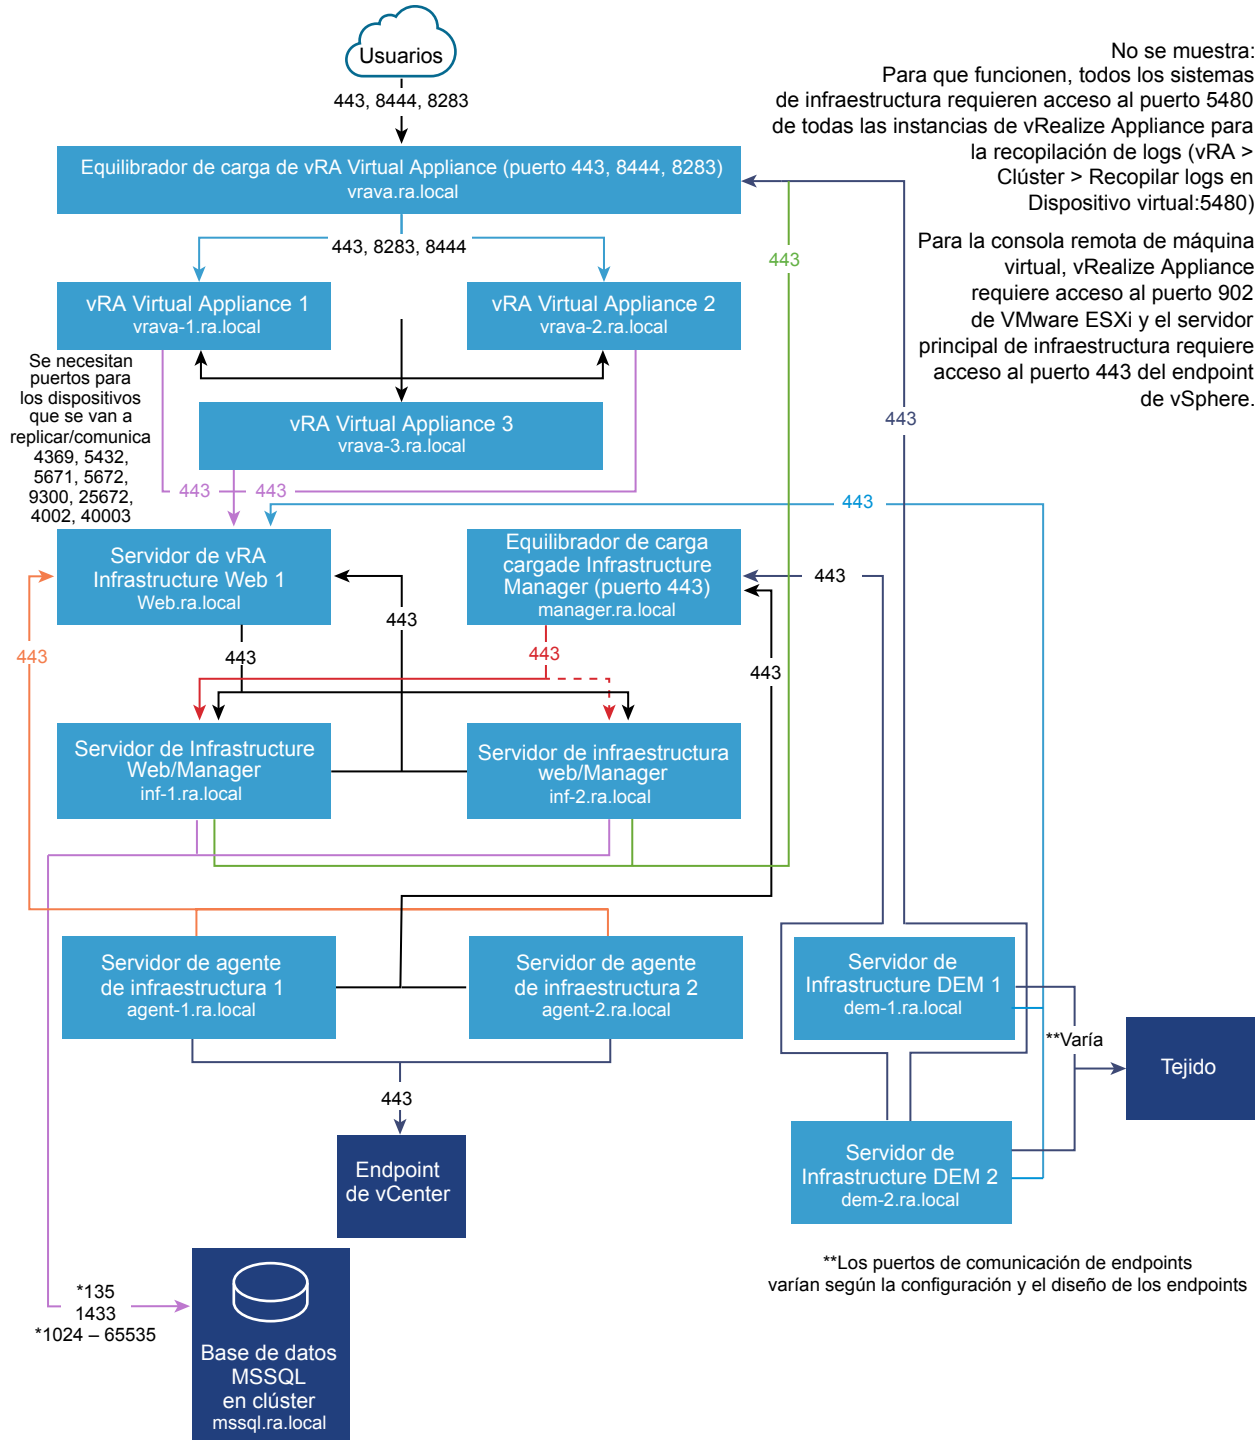 Usuarios
443, 8444, 8283
No se muestra:
Para que funcionen, todos los sistemas
de infraestructura requieren acceso al puerto 5480
de todas las instancias de vRealize Appliance para
la recopilación de logs (vRA >
Clúster > Recopilar logs en
Dispositivo virtual:5480)
Para la consola remota de máquina
virtual, vRealize Appliance
requiere acceso al puerto 902
de VMware ESXi y el servidor
principal de infraestructura requiere
acceso al puerto 443 del endpoint
de vSphere.
Equilibrador de carga de vRA Virtual Appliance (puerto 443, 8444, 8283)
vrava.ra.local
443, 8283, 8444
443
vRA Virtual Appliance 1
vrava-1.ra.local
vRA Virtual Appliance 2
vrava-2.ra.local
Se necesitan
puertos para
los dispositivos
que se van a
replicar/comunica
4369, 5432,
5671, 5672,
9300, 25672,
4002, 40003
vRA Virtual Appliance 3
vrava-3.ra.local
443
443
443
443
Servidor de vRA
Infrastructure Web 1
Web.ra.local
Equilibrador de carga
cargade Infrastructure
Manager (puerto 443)
manager.ra.local
443
443
443
443
443
443
Servidor de Infrastructure
Web/Manager
inf-1.ra.local
Servidor de infraestructura
web/Manager
inf-2.ra.local
Servidor de agente
de infraestructura 1
agent-1.ra.local
Servidor de agente
de infraestructura 2
agent-2.ra.local
Servidor de
Infrastructure DEM 1
dem-1.ra.local
**Varía
Tejido
443
Endpoint
de vCenter
Servidor de
Infrastructure DEM 2
dem-2.ra.local
**Los puertos de comunicación de endpoints
varían según la configuración y el diseño de los endpoints
*135
1433
*1024 – 65535
Base de datos
MSSQL
en clúster
mssql.ra.local